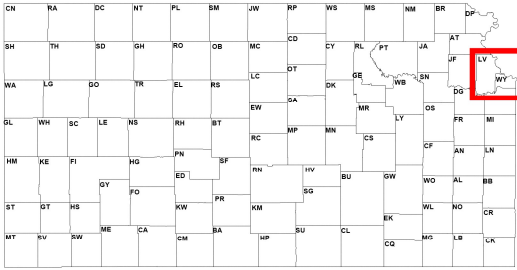 CN RA DC NT PL SM JW RP WS MS NM BR DP
SH TH SD GH RO OB MC CD CY RL PT JA AT
JF LV WY
WA LG GO TR EL RS LC OT GE DK WB SN
DG
EW SA MR OS
GL WH SC LE NS RH BT LY FR MI
RC MP MN CS CF
HM KE FI HG PN ED SF RN HV AN LN
GY FO PR SG BU GW WO AL BB
ST GT HS KW KM WL NO CR
EK
MT SV SW ME CA CM BA HP SU CL CQ MG LB CK